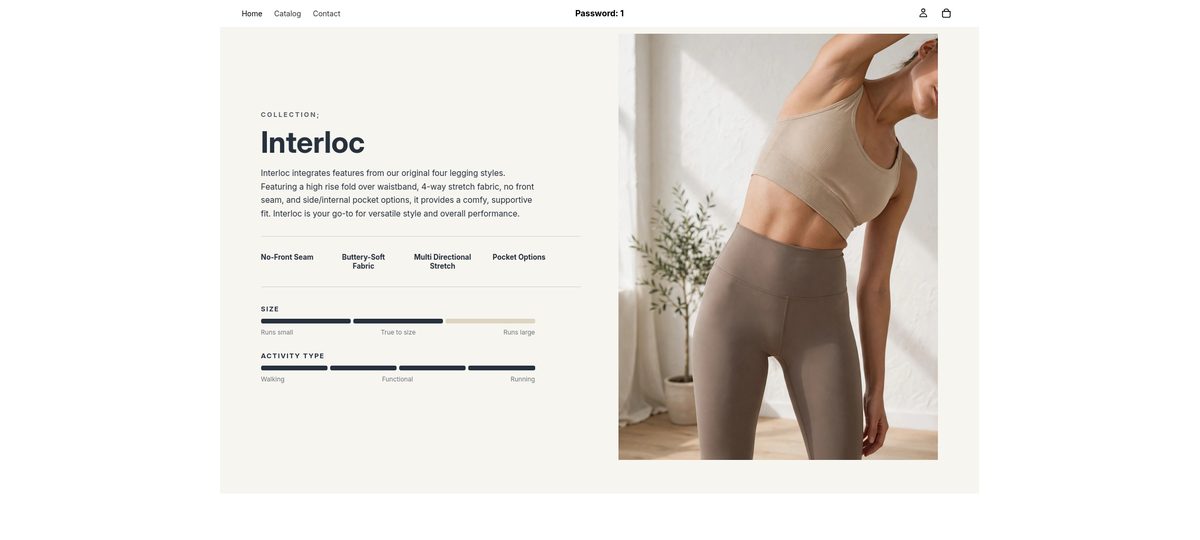 Home Catalog Contact Password: 1
COLLECTION;
Interloc
Interloc integrates features from our original four legging styles.
Featuring a high rise fold over waistband, 4-way stretch fabric, no front
seam, and side/internal pocket options, it provides a comfy, supportive
fit. Interloc is your go-to for versatile style and overall performance.
No-Front Seam Buttery-Soft Multi Directional Pocket Options
Fabric Stretch
SIZE
Runs small True to size Runs large
ACTIVITY TYPE
Walking Functional Running